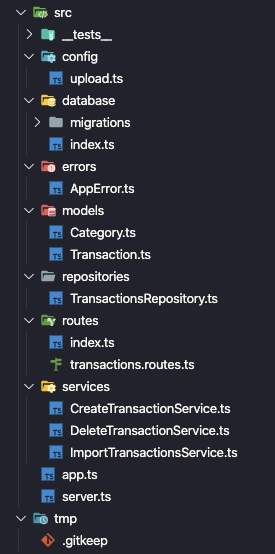 src
__tests__
config
TS upload.ts
database
migrations
TS index.ts
errors
TS AppError.ts
models
TS Category.ts
TS Transaction.ts
repositories
TS TransactionsRepository.ts
routes
TS index.ts
transactions.routes.ts
services
TS CreateTransactionService.ts
TS DeleteTransactionService.ts
TS ImportTransactionsService.ts
TS app.ts
TS server.ts
tmp
.gitkeep